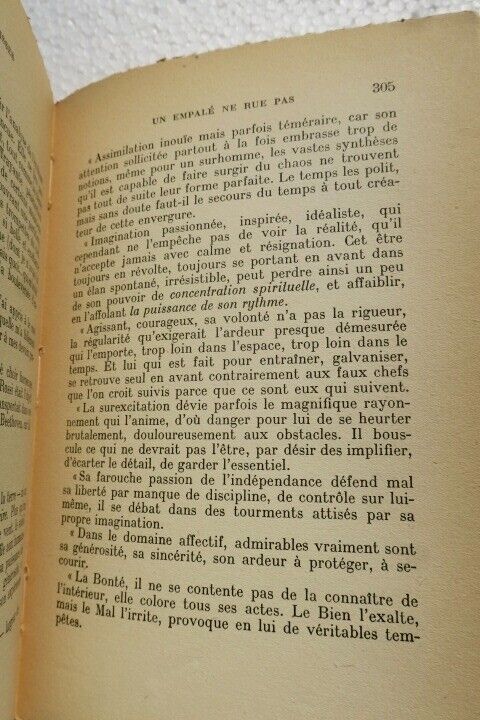 UN EMPALÉ NE RUE PAS 305
« Assimilation inouïe mais parfois téméraire, car son
attention sollicitée partout à la fois embrasse trop de
notions, même pour un surhomme, les vastes synthèses
qu'il est capable de faire surgir du chaos ne trouvent
pas tout de suite leur forme parfaite. Le temps les polit,
mais sans doute faut-il le secours du temps à tout créa-
teur de cette envergure.
« Imagination passionnée, inspirée, idéaliste, qui
cependant ne l'empêche pas de voir la réalité, qu'il
n'accepte jamais avec calme et résignation. Cet être
toujours en révolte, toujours se portant en avant dans
un élan spontané, irrésistible, peut perdre ainsi un peu
de son pouvoir de concentration spirituelle, et affaiblir,
en l'affolant la puissance de son rythme.
« Agissant, courageux, sa volonté n'a pas la rigueur,
la régularité qu'exigerait l'ardeur presque démesurée
qui l'emporte, trop loin dans l'espace, trop loin dans le
temps. Et lui qui est fait pour entraîner, galvaniser,
se retrouve seul en avant contrairement aux faux chefs
que l'on croit suivis parce que ce sont eux qui suivent.
« La surexcitation dévie parfois le magnifique rayon-
nement qui l'anime, d'où danger pour lui de se heurter
brutalement, douloureusement aux obstacles. Il bous-
cule ce qui ne devrait pas l'être, par désir des implifier,
d'écarter le détail, de garder l'essentiel.
« Sa farouche passion de l'indépendance défend mal
sa liberté par manque de discipline, de contrôle sur lui-
même, il se débat dans des tourments attisés par sa
propre imagination.
« Dans le domaine affectif, admirables vraiment sont
sa générosité, sa sincérité, son ardeur à protéger, à se-
courir.
« La Bonté, il ne se contente pas de la connaître de
l'intérieur, elle colore tous ses actes. Le Bien l'exalte,
mais le Mal l'irrite, provoque en lui de véritables tem-
pêtes.